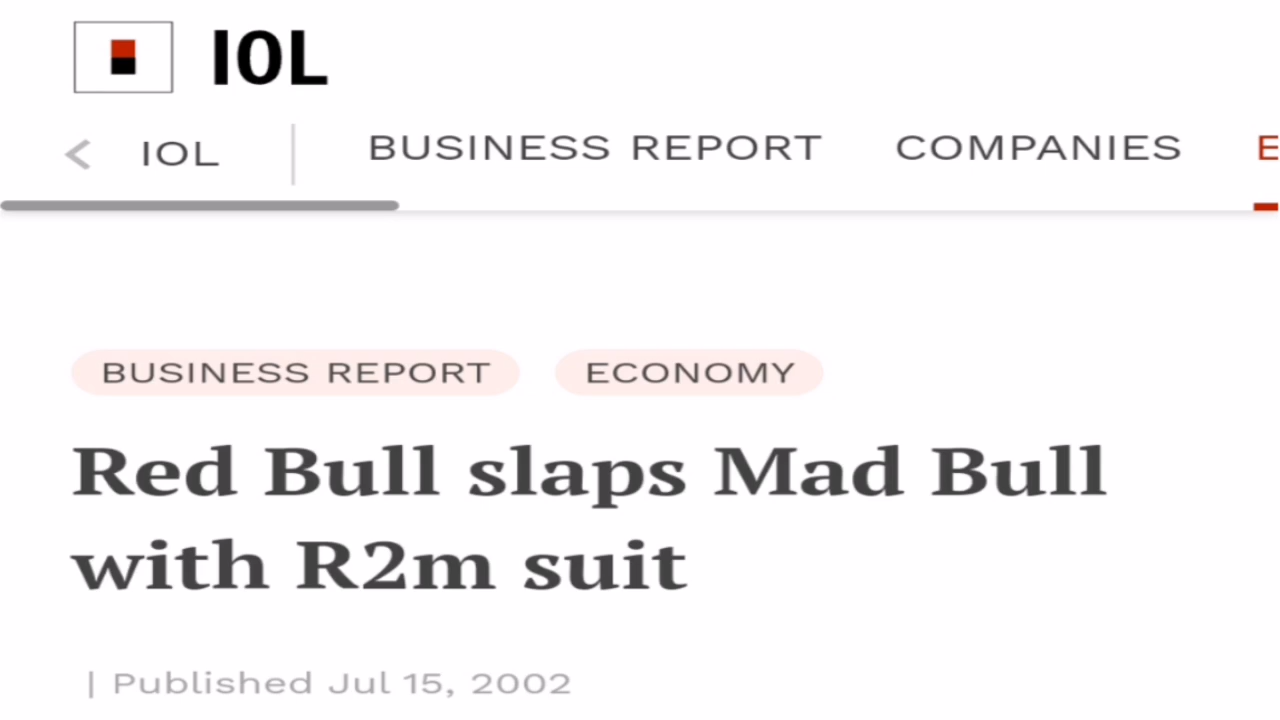 IOL
IOL | BUSINESS REPORT COMPANIES E
BUSINESS REPORT ECONOMY
Red Bull slaps Mad Bull
with R2m suit
| Published Jul 15, 2002